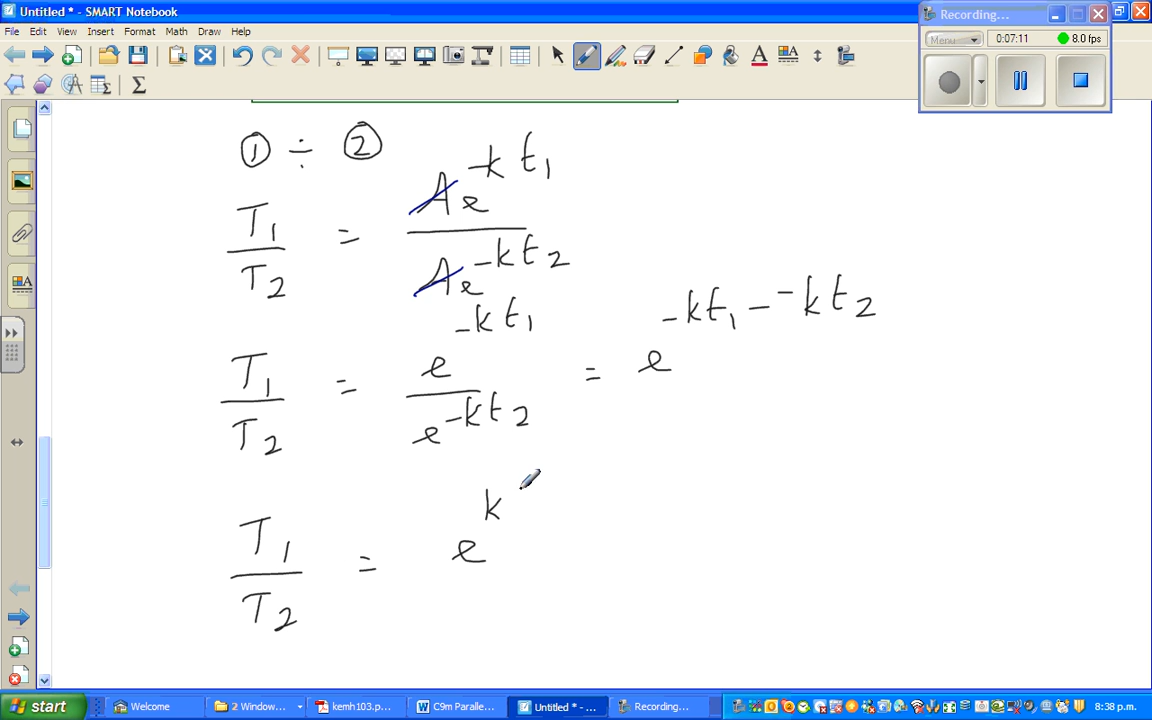 Untitled * - SMART Notebook
Recording...
File Edit View Insert Format Math Draw Help
Menu 0:07:11 8.0 fps
① ÷ ②
T₁/T₂ = Ae^(-kt₁)/Ae^(-kt₂)
T₁/T₂ = e^(-kt₁)/e^(-kt₂) = e^(-kt₁ - -kt₂)
T₁/T₂ = e^k
start Welcome 2 Window... kemh103.p... C9m Paralle... Untitled * - ... Recording... 8:38 p.m.